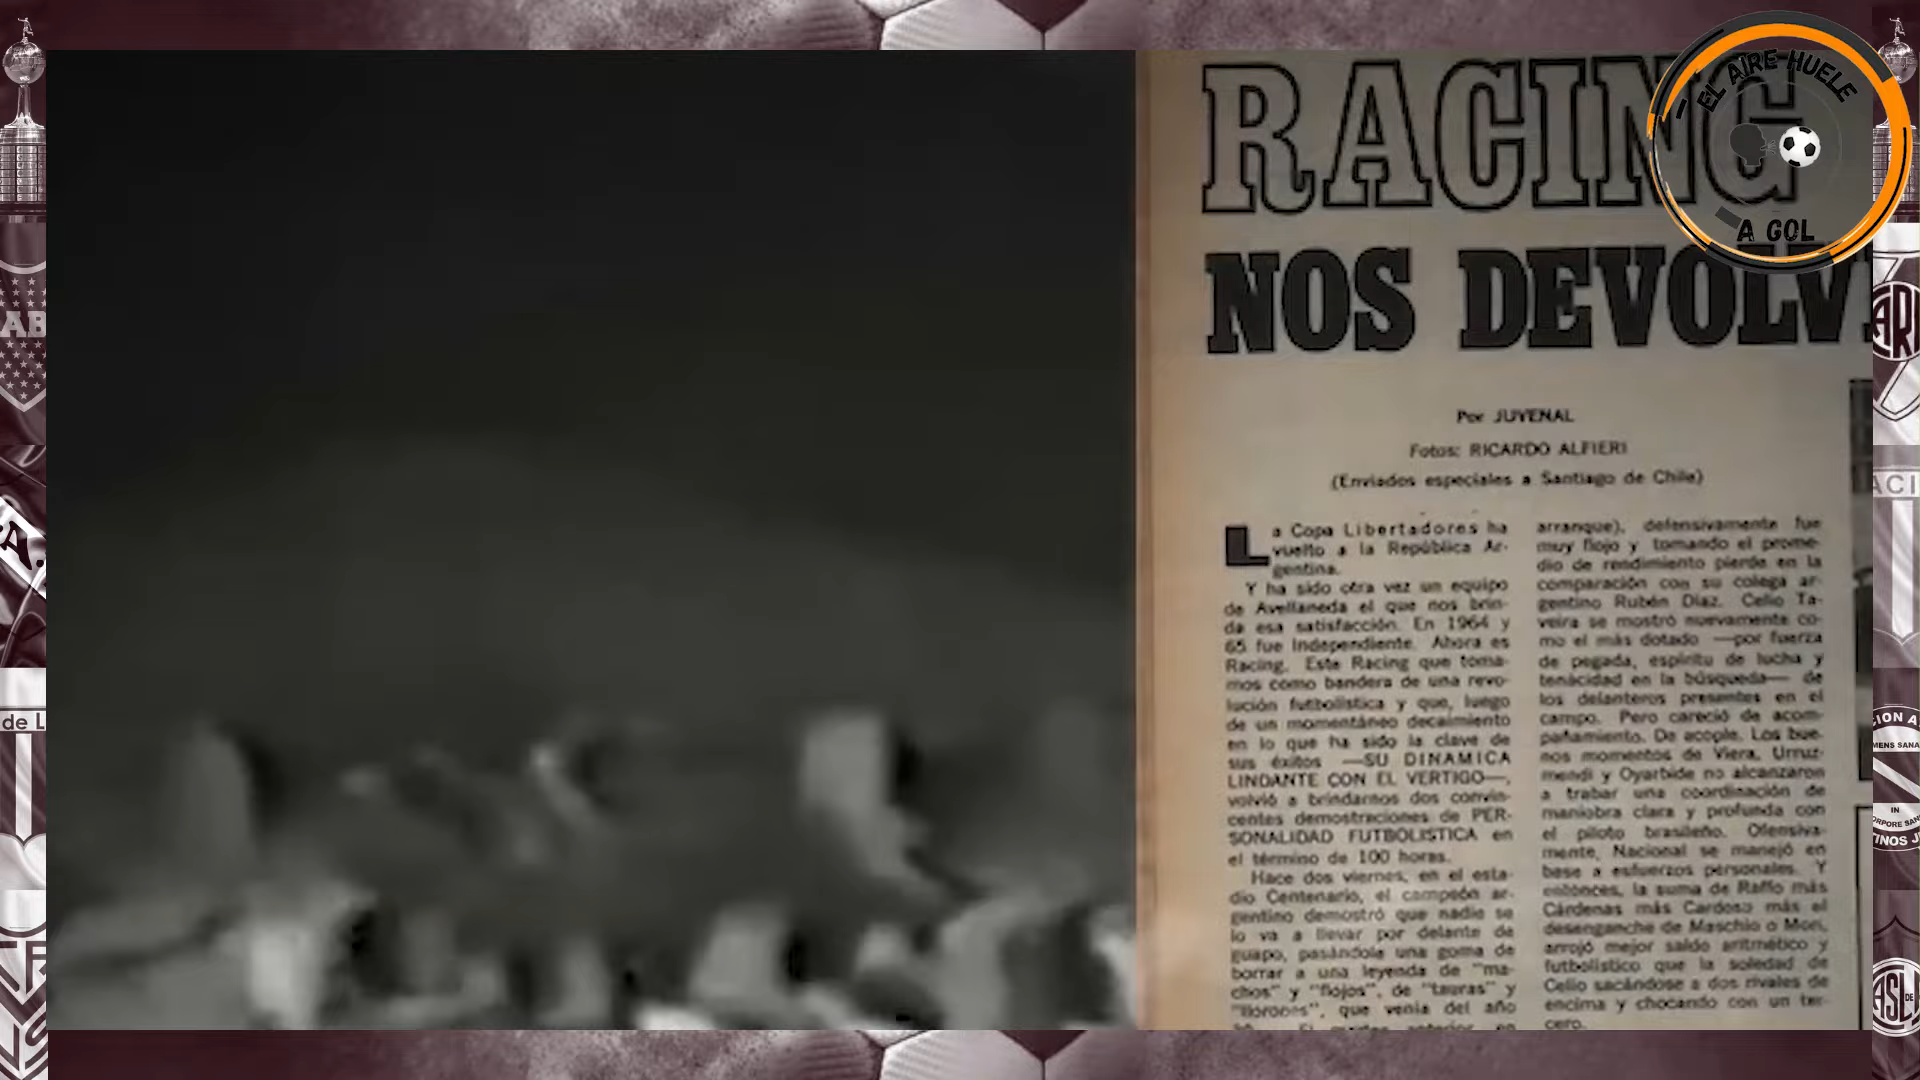 RACING
NOS DEVOLV
EL AIRE HUELE
A GOL
Por JUVENAL
Fotos: RICARDO ALFIERI
(Enviados especiales a Santiago de Chile)
La Copa Libertadores ha
vuelto a la República Ar-
gentina.
Y ha sido otra vez un equipo
de Avellaneda el que nos brin-
da esa satisfacción. En 1964 y
65 fue Independiente. Ahora es
Racing. Este Racing que toma-
mos como bandera de una revo-
lución futbolística y que, luego
de un momentáneo decaimiento
en lo que ha sido la clave de
sus éxitos —SU DINAMICA
LINDANTE CON EL VERTIGO—,
volvió a brindarnos dos convin-
centes demostraciones de PER-
SONALIDAD FUTBOLISTICA en
el término de 100 horas.
Hace dos viernes, en el esta-
dio Centenario, el campeón ar-
gentino demostró que nadie se
lo va a llevar por delante de
guapo, pasándole una goma de
borrar a una leyenda de "ma-
chos" y "flojos", de "tauras" y
"llorones", que venía del año
arranque), defensivamente fue
muy flojo y tomando el prome-
dio de rendimiento pierde en la
comparación con su colega ar-
gentino Rubén Díaz. Celio Ta-
veira se mostró nuevamente co-
mo el más dotado —por fuerza
de pegada, espíritu de lucha y
tenacidad en la búsqueda— de
los delanteros presentes en el
campo. Pero careció de acom-
pañamiento. De acople. Los bue-
nos momentos de Viera, Urruz-
mendi y Oyarbide no alcanzaron
a trabar una coordinación de
maniobra clara y profunda con
el piloto brasileño. Ofensiva-
mente, Nacional se manejó en
base a esfuerzos personales. Y
entonces, la suma de Raffo más
Cárdenas más Cardoso más el
desenganche de Maschio o Mori,
arrojó mejor saldo aritmético y
futbolístico que la soledad de
Celio sacándose a dos rivales de
encima y chocando con un ter-
cero.
AB
A.
de L
CAR
ACI
ION A
MENS SANA
IN
ORPORE SAN
TINOS J
ASL
DE